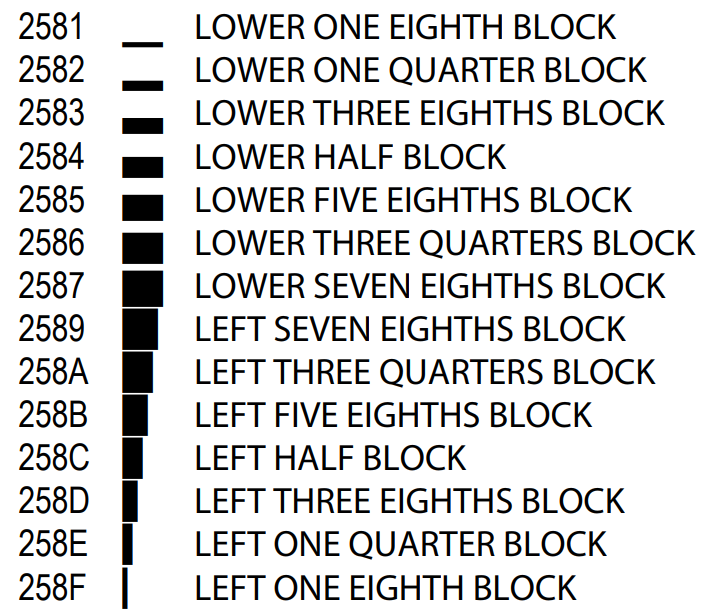 2581 ▁ LOWER ONE EIGHTH BLOCK
2582 ▂ LOWER ONE QUARTER BLOCK
2583 ▃ LOWER THREE EIGHTHS BLOCK
2584 ▄ LOWER HALF BLOCK
2585 ▅ LOWER FIVE EIGHTHS BLOCK
2586 ▆ LOWER THREE QUARTERS BLOCK
2587 ▇ LOWER SEVEN EIGHTHS BLOCK
2589 ▉ LEFT SEVEN EIGHTHS BLOCK
258A ▊ LEFT THREE QUARTERS BLOCK
258B ▋ LEFT FIVE EIGHTHS BLOCK
258C ▌ LEFT HALF BLOCK
258D ▍ LEFT THREE EIGHTHS BLOCK
258E ▎ LEFT ONE QUARTER BLOCK
258F ▏ LEFT ONE EIGHTH BLOCK